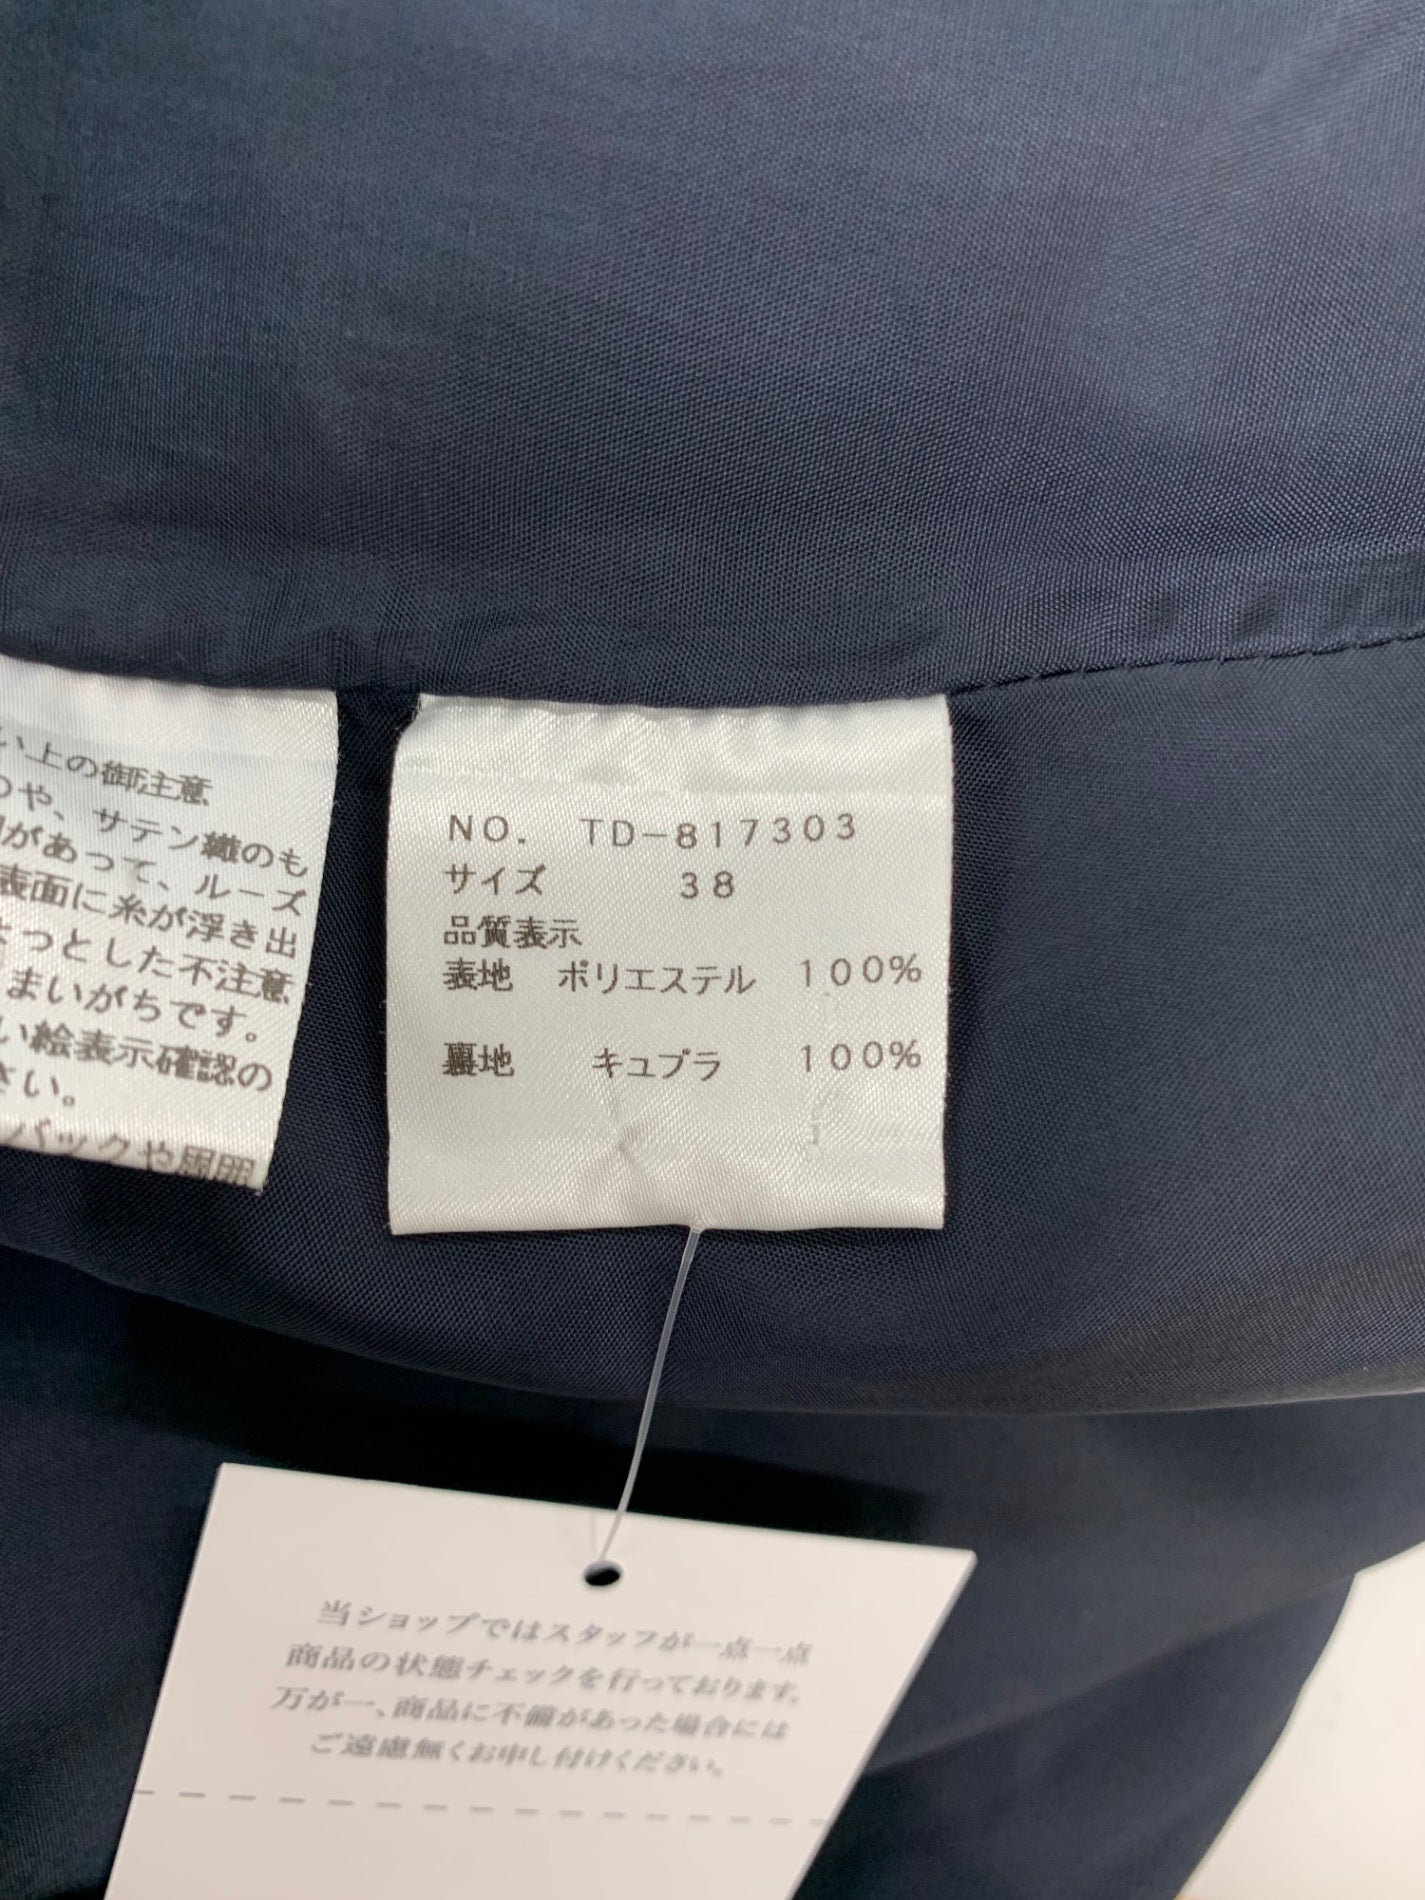 い上の御注意
や、サテン織のも
があって、ルーズ
表面に糸が浮き出
っとした不注意
まいがちです。
い絵表示確認の
さい。
バックや周囲
NO. TD-817303
サイズ 38
品質表示
表地 ポリエステル 100%
裏地 キュプラ 100%
当ショップではスタッフが一点一点
商品の状態チェックを行っております。
万が一、商品に不備があった場合には
ご遠慮無くお申し付けください。